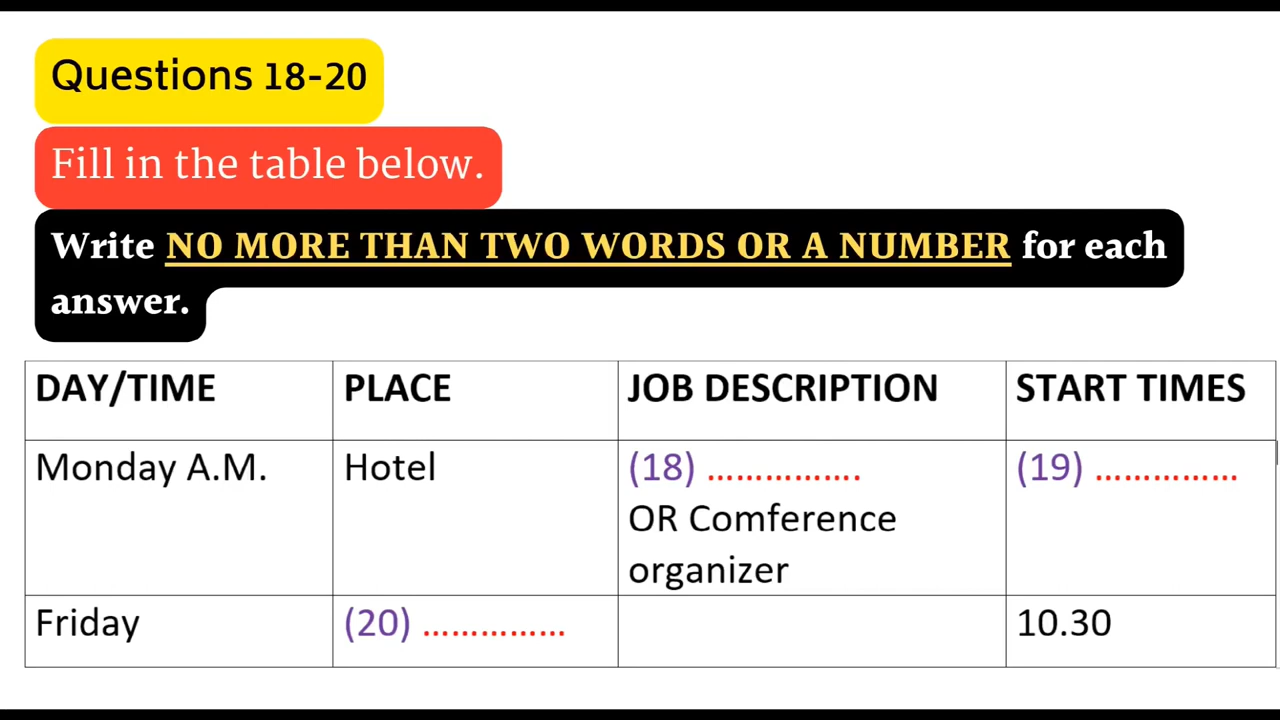 Questions 18-20
Fill in the table below.
Write NO MORE THAN TWO WORDS OR A NUMBER for each
answer.
DAY/TIME PLACE JOB DESCRIPTION START TIMES
Monday A.M. Hotel (18) ................ (19) ...............
OR Comference
organizer
Friday (20) ............... 10.30